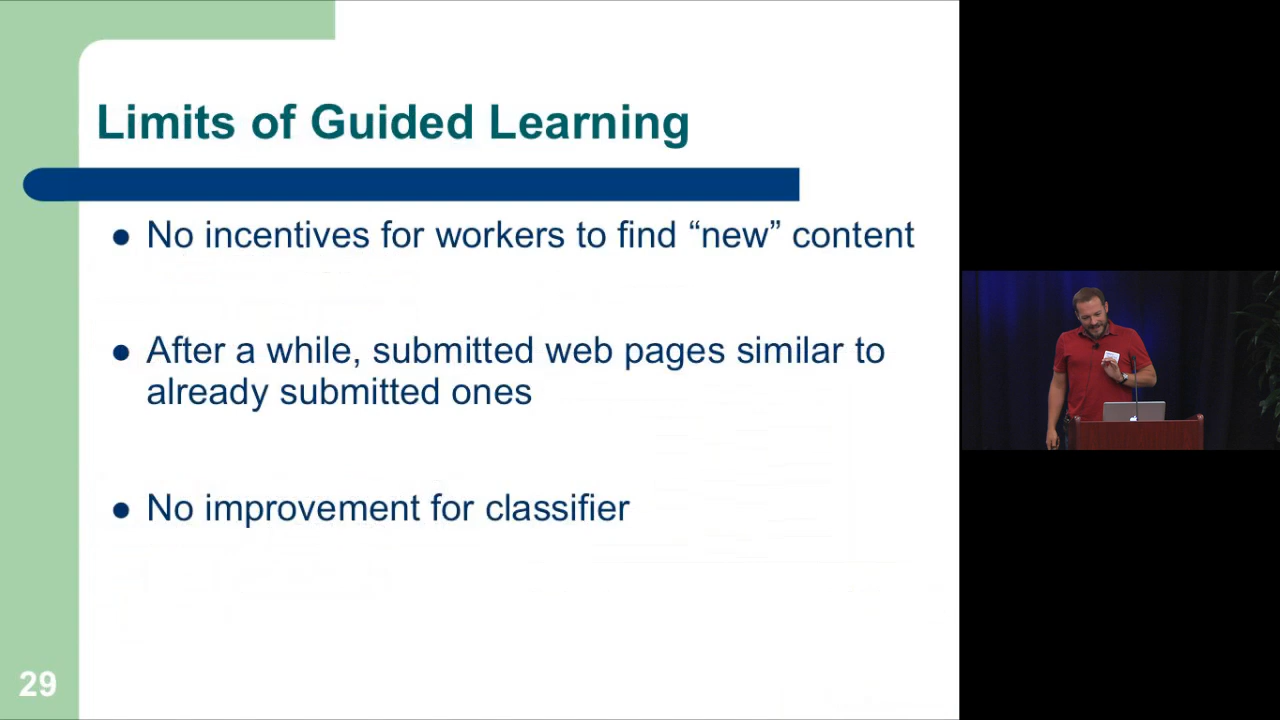 Limits of Guided Learning
● No incentives for workers to find “new” content
● After a while, submitted web pages similar to
already submitted ones
● No improvement for classifier
29